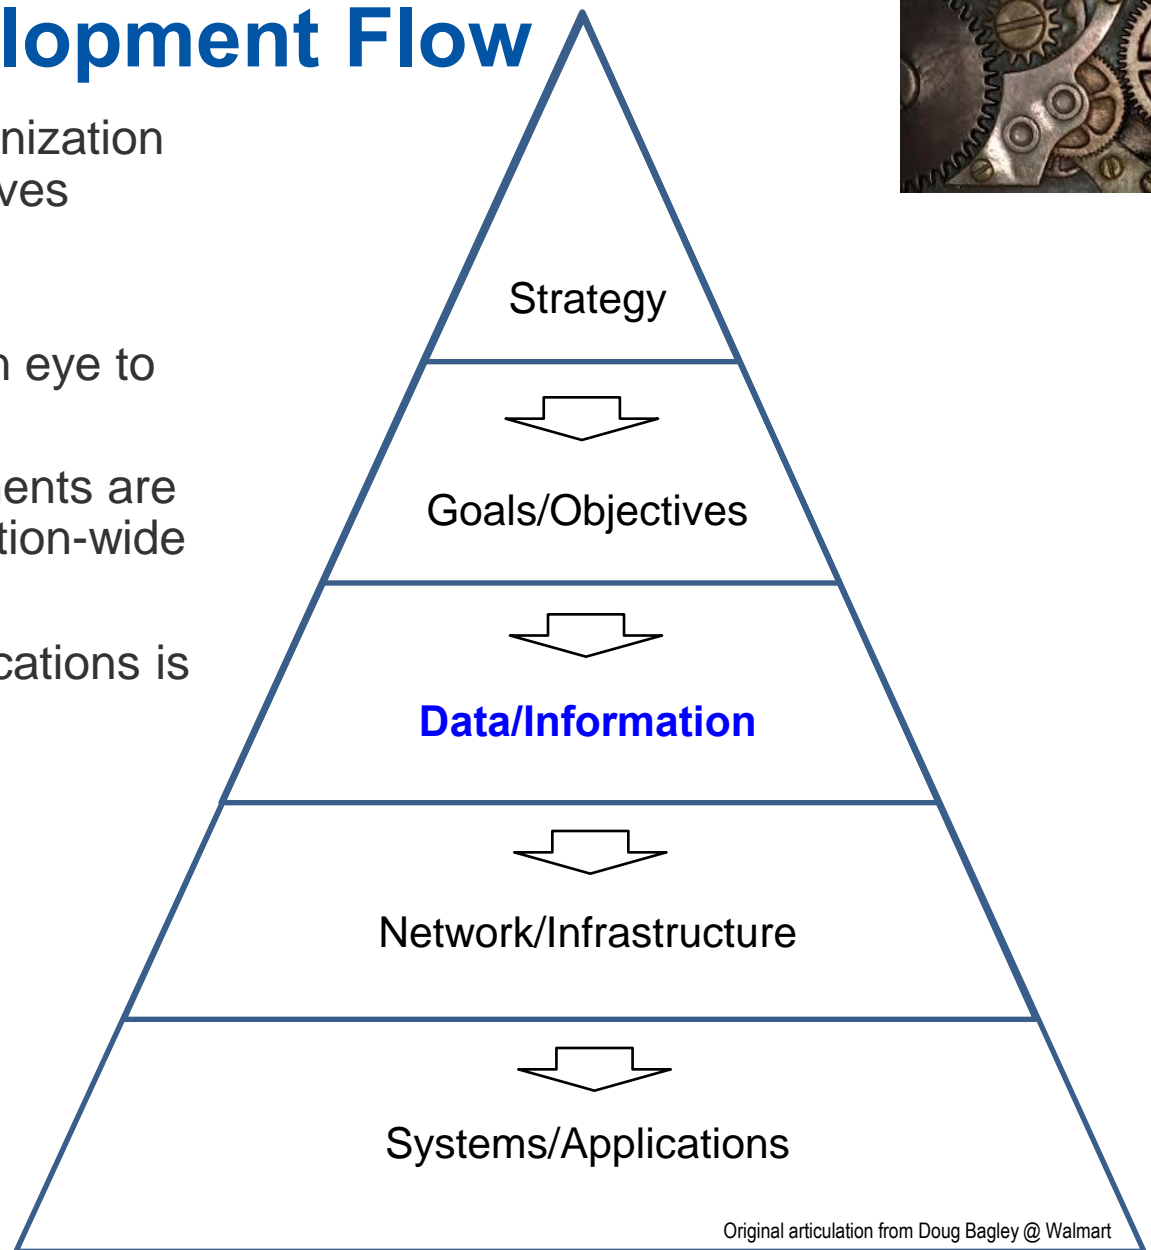 lopment Flow
nization
ves
n eye to
nents are
tion-wide
cations is
Strategy
Goals/Objectives
Data/Information
Network/Infrastructure
Systems/Applications
Original articulation from Doug Bagley @ Walmart